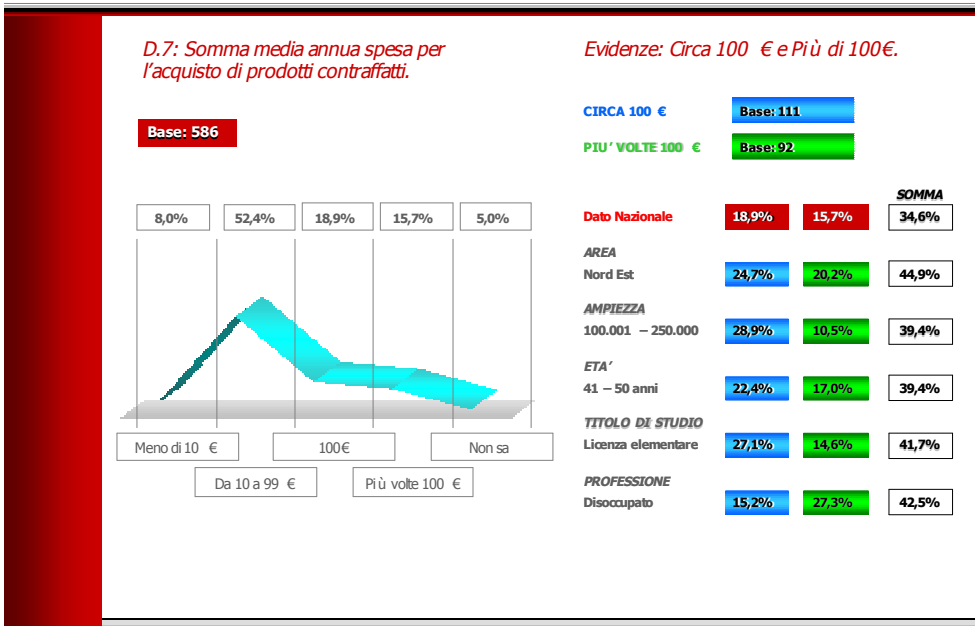 D.7: Somma media annua spesa per
l’acquisto di prodotti contraffatti.
Base: 586
8,0% 52,4% 18,9% 15,7% 5,0%
Meno di 10 € 100€ Non sa
Da 10 a 99 € Più volte 100 €
Evidenze: Circa 100 € e Più di 100€.
CIRCA 100 € Base: 111
PIU’ VOLTE 100 € Base: 92
SOMMA
Dato Nazionale 18,9% 15,7% 34,6%
AREA
Nord Est 24,7% 20,2% 44,9%
AMPIEZZA
100.001 – 250.000 28,9% 10,5% 39,4%
ETA’
41 – 50 anni 22,4% 17,0% 39,4%
TITOLO DI STUDIO
Licenza elementare 27,1% 14,6% 41,7%
PROFESSIONE
Disoccupato 15,2% 27,3% 42,5%